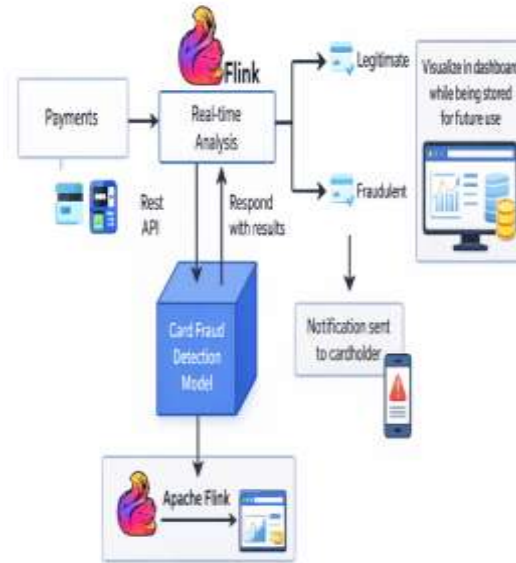 Flink
Payments
Real-time
Analysis
Legitimate
Fraudulent
Visualize in dashboard
while being stored
for future use
Rest
API
Respond
with results
Card Fraud
Detection
Model
Notification sent
to cardholder
Apache Flink